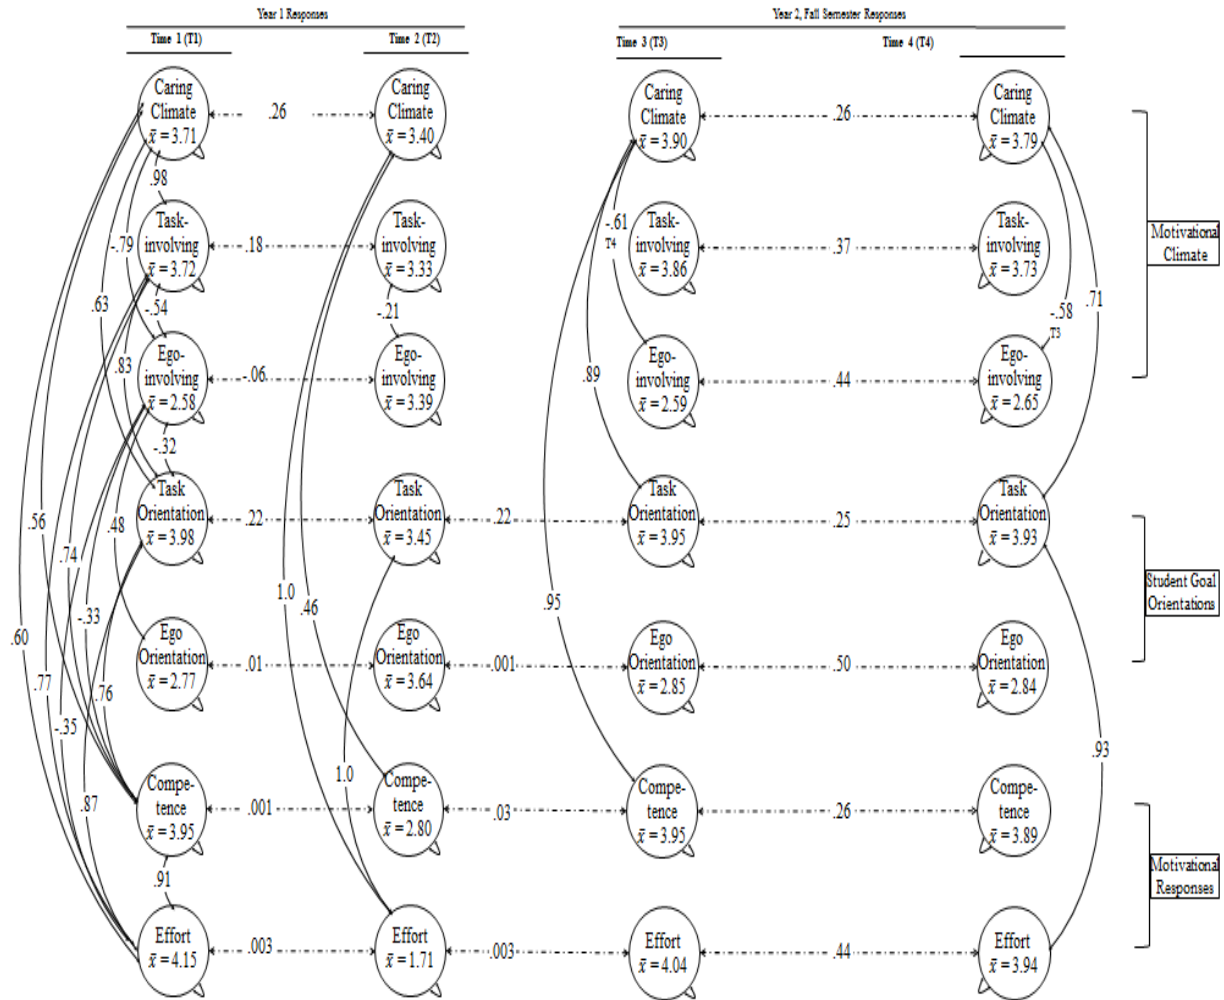 Year 1 Responses
Year 2, Fall Semester Responses
Time 1 (T1)
Time 2 (T2)
Time 3 (T3)
Time 4 (T4)
Caring
Climate
x̄ = 3.71
.26
Caring
Climate
x̄ = 3.40
Caring
Climate
x̄ = 3.90
.26
Caring
Climate
x̄ = 3.79
.98
Task-
involving
x̄ = 3.72
.18
Task-
involving
x̄ = 3.33
-.61
T4
Task-
involving
x̄ = 3.86
.37
Task-
involving
x̄ = 3.73
Motivational
Climate
-.79
.63
-.54
-.21
-.58
T3
.71
.83
Ego-
involving
x̄ = 2.58
-.06
Ego-
involving
x̄ = 3.39
.89
Ego-
involving
x̄ = 2.59
.44
Ego-
involving
x̄ = 2.65
-.32
.56
.48
Task
Orientation
x̄ = 3.98
.22
Task
Orientation
x̄ = 3.45
.22
Task
Orientation
x̄ = 3.95
.25
Task
Orientation
x̄ = 3.93
.74
-.33
1.0
.46
.95
Student Goal
Orientations
.60
.77
.76
-.35
Ego
Orientation
x̄ = 2.77
.01
Ego
Orientation
x̄ = 3.64
.001
Ego
Orientation
x̄ = 2.85
.50
Ego
Orientation
x̄ = 2.84
.87
1.0
.93
Compe-
tence
x̄ = 3.95
.001
Compe-
tence
x̄ = 2.80
.03
Compe-
tence
x̄ = 3.95
.26
Compe-
tence
x̄ = 3.89
.91
Motivational
Responses
Effort
x̄ = 4.15
.003
Effort
x̄ = 1.71
.003
Effort
x̄ = 4.04
.44
Effort
x̄ = 3.94